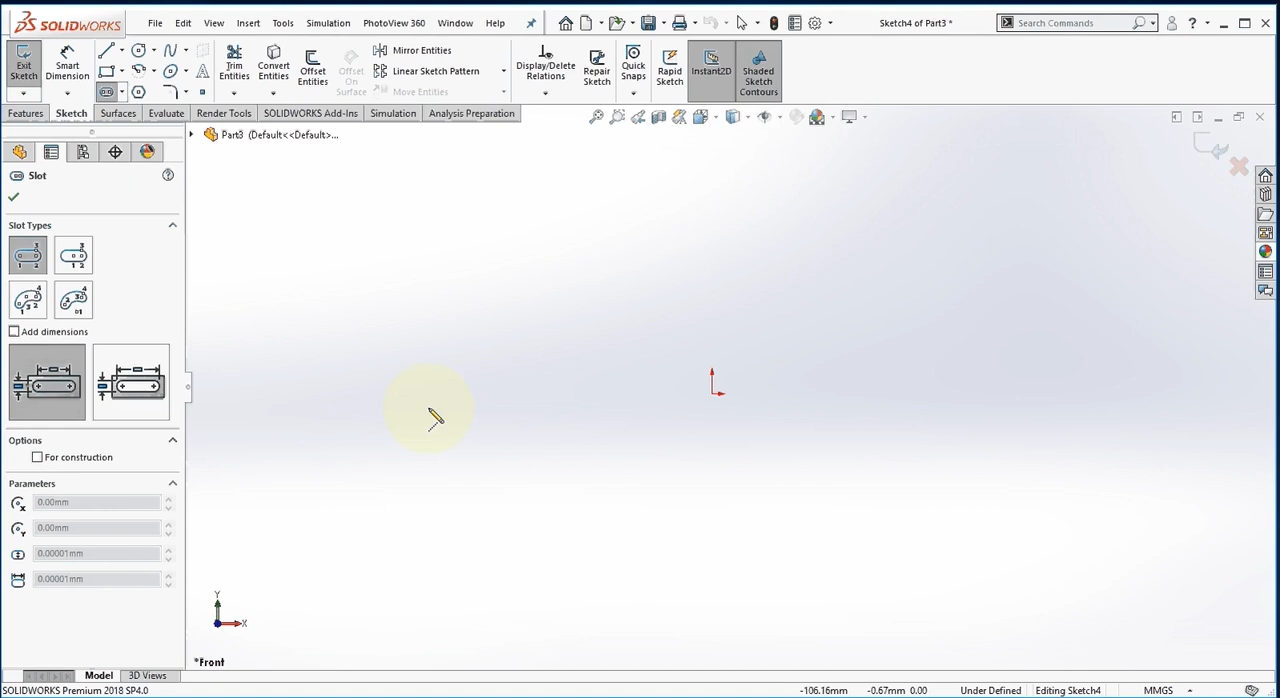 SOLIDWORKS File Edit View Insert Tools Simulation PhotoView 360 Window Help Sketch4 of Part3 * Search Commands
Exit Sketch
Smart Dimension
Trim Entities
Convert Entities
Offset Entities
Offset On Surface
Mirror Entities
Linear Sketch Pattern
Move Entities
Display/Delete Relations
Repair Sketch
Quick Snaps
Rapid Sketch
Instant2D
Shaded Sketch Contours
Features Sketch Surfaces Evaluate Render Tools SOLIDWORKS Add-Ins Simulation Analysis Preparation
Part3 (Default<<Default>...
Slot
Slot Types
Add dimensions
Options
For construction
Parameters
0.00mm
0.00mm
0.00001mm
0.00001mm
Y
X
*Front
Model 3D Views
SOLIDWORKS Premium 2018 SP4.0 -106.16mm -0.67mm 0.00 Under Defined Editing Sketch4 MMGS